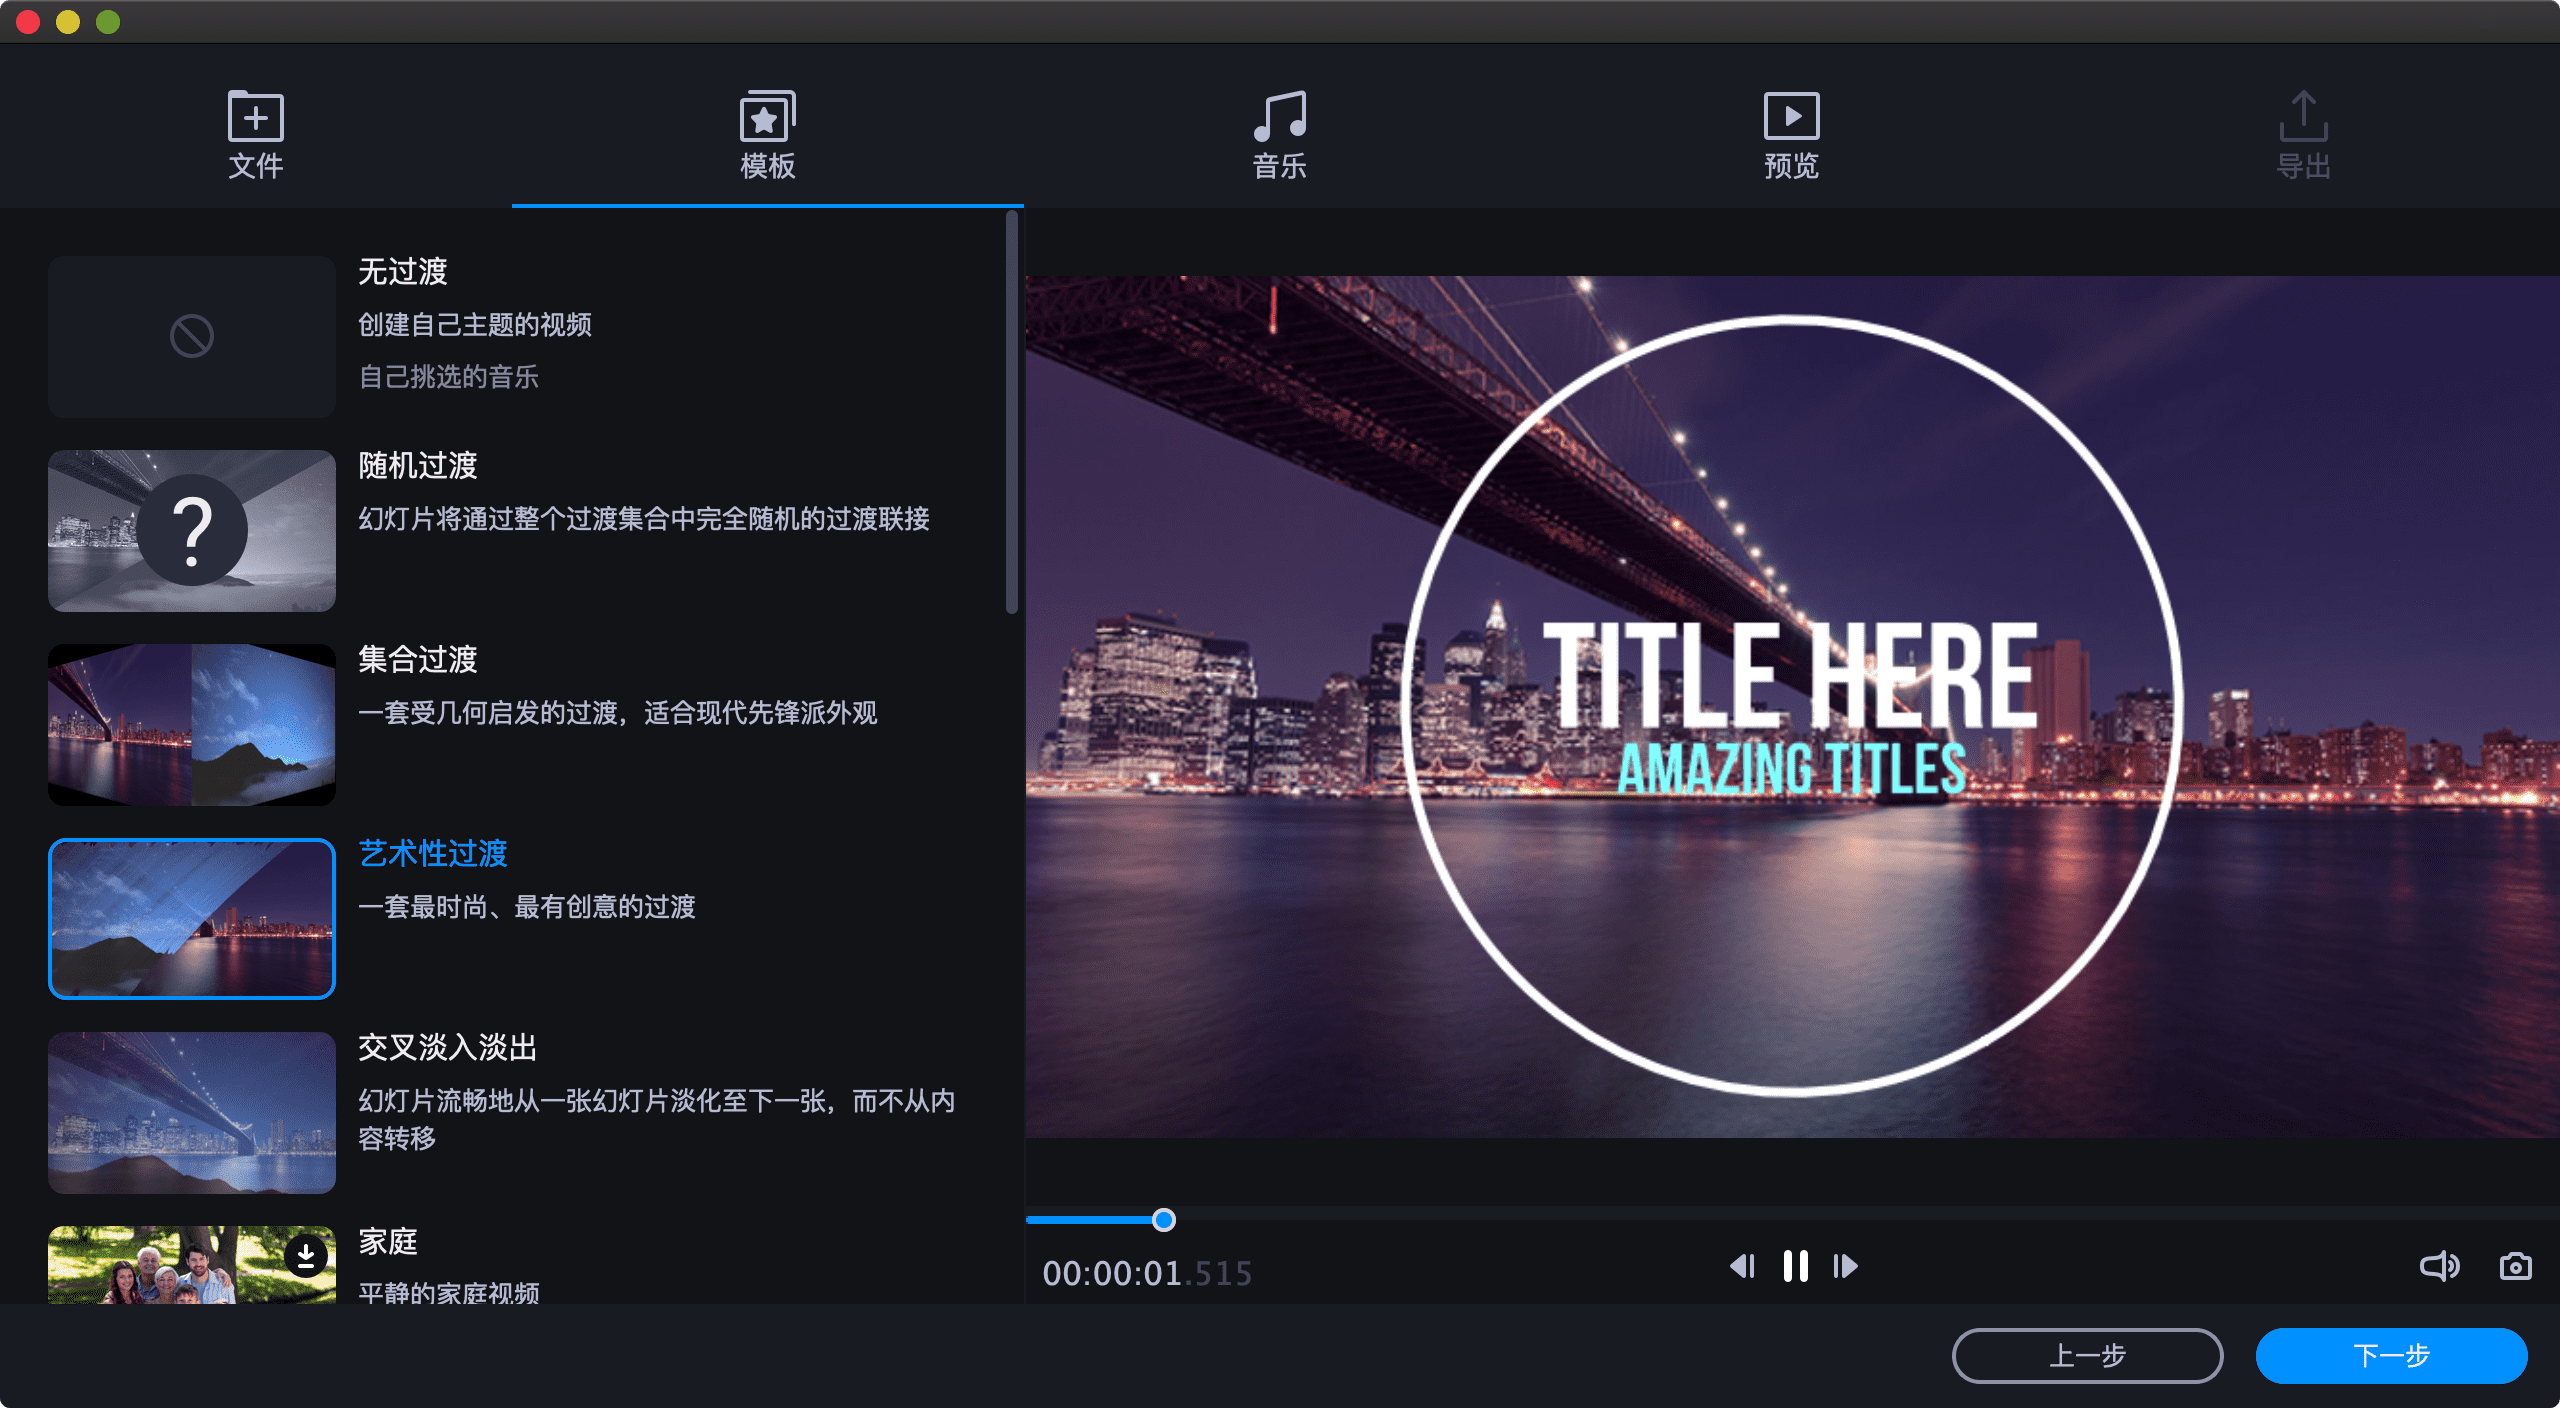 文件
模板
音乐
预览
导出
无过渡
创建自己主题的视频
自己挑选的音乐
?
随机过渡
幻灯片将通过整个过渡集合中完全随机的过渡联接
集合过渡
一套受几何启发的过渡，适合现代先锋派外观
艺术性过渡
一套最时尚、最有创意的过渡
交叉淡入淡出
幻灯片流畅地从一张幻灯片淡化至下一张，而不从内
容转移
家庭
平静的家庭视频
TITLE HERE
AMAZING TITLES
00:00:01.515
上一步
下一步